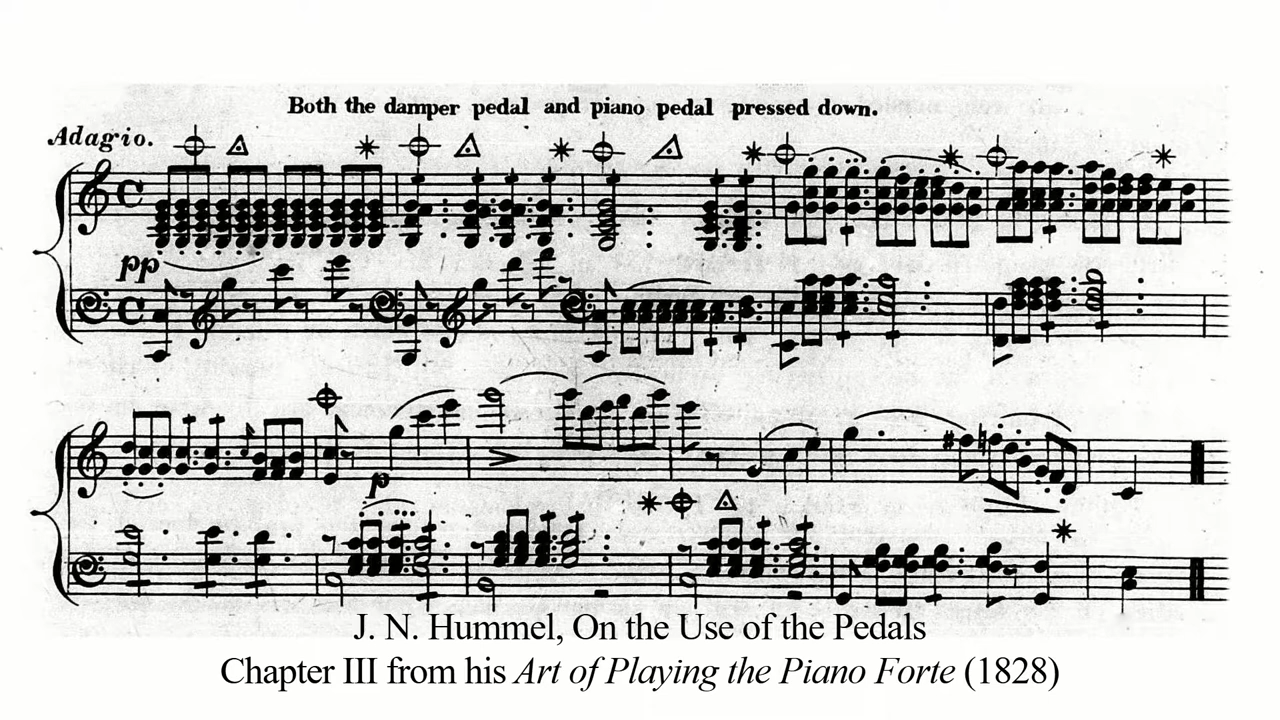 Both the damper pedal and piano pedal pressed down.
Adagio.
pp
p
J. N. Hummel, On the Use of the Pedals
Chapter III from his Art of Playing the Piano Forte (1828)